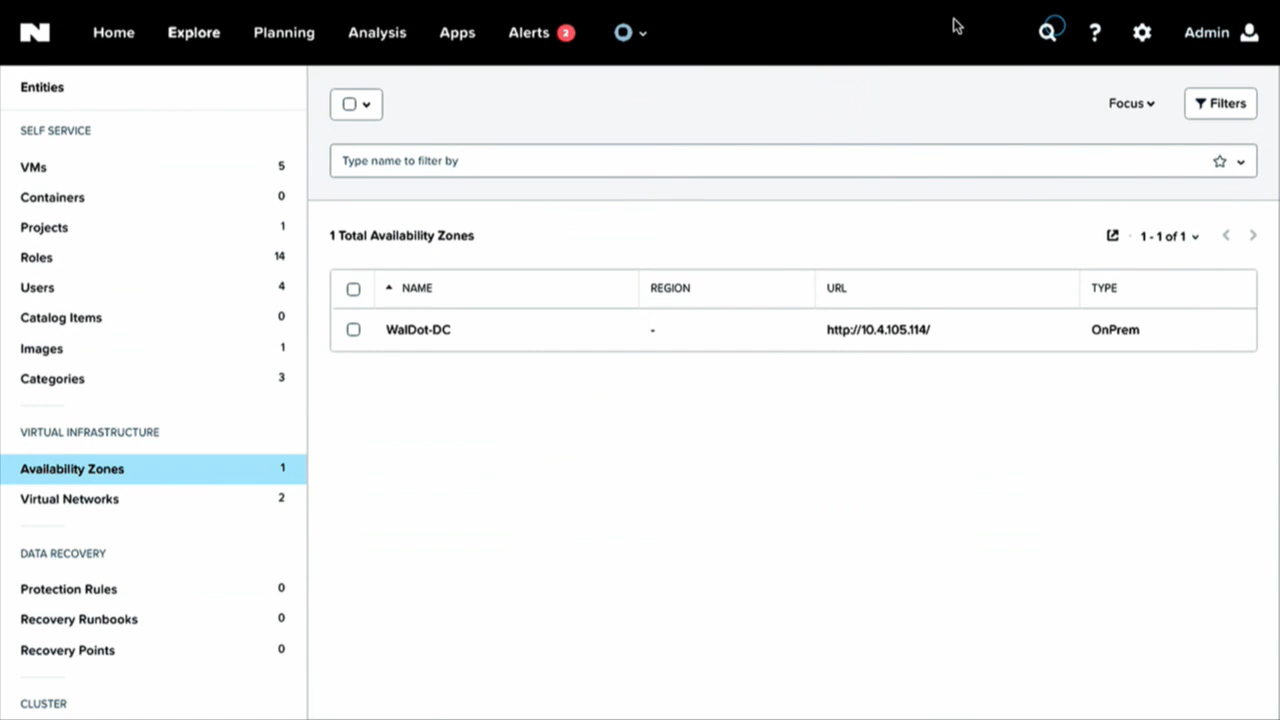 Home Explore Planning Analysis Apps Alerts 2 Admin
Entities
SELF SERVICE
VMs 5
Containers 0
Projects 1
Roles 14
Users 4
Catalog Items 0
Images 1
Categories 3
VIRTUAL INFRASTRUCTURE
Availability Zones 1
Virtual Networks 2
DATA RECOVERY
Protection Rules 0
Recovery Runbooks 0
Recovery Points 0
CLUSTER
Focus Filters
Type name to filter by
1 Total Availability Zones 1 - 1 of 1
NAME REGION URL TYPE
WalDot-DC - http://10.4.105.114/ OnPrem